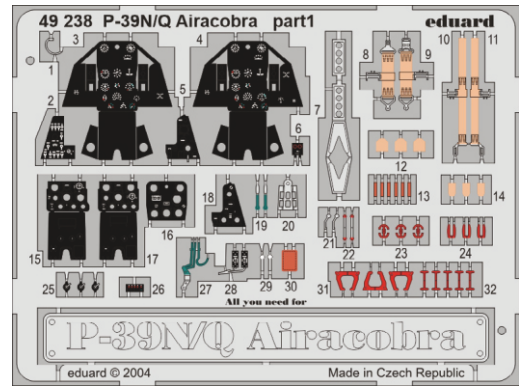 49 238 P-39N/Q Airacobra part1 eduard
3 4 8 9 10 11
1
2 5
6 7
12
13 14
18 19 20
15 17 16
21 22 23 24
25 26 27 28 29 30
31 32
All you need for
P-39N/Q Airacobra
eduard © 2004 Made in Czech Republic